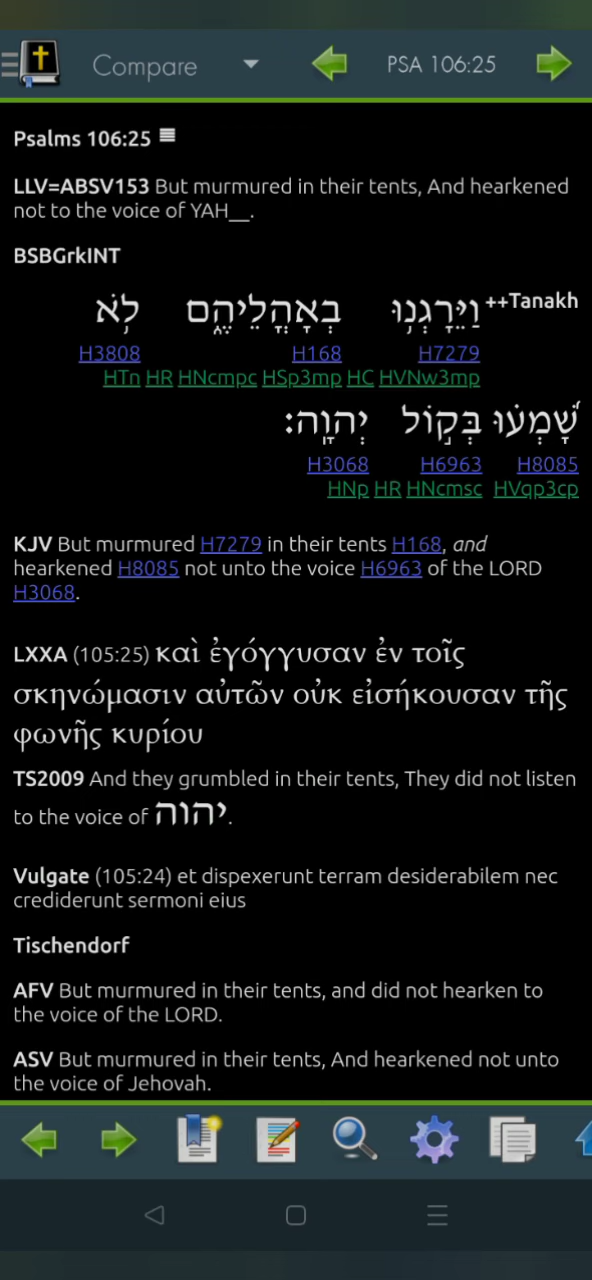 Compare
PSA 106:25
Psalms 106:25
LLV=ABSV153 But murmured in their tents, And hearkened
not to the voice of YAH__.
BSBGrkINT
++Tanakh וַיֵּרָגְנ֥וּ בְאָהֳלֵיהֶ֑ם לֹ֥א
H7279 H168 H3808
HTn HR HNcmpc HSp3mp HC HVNw3mp
שָׁ֝מְע֗וּ בְּק֣וֹל יְהוָֽה׃
H8085 H6963 H3068
HNp HR HNcmsc HVqp3cp
KJV But murmured H7279 in their tents H168, and
hearkened H8085 not unto the voice H6963 of the LORD
H3068.
LXXA (105:25) καὶ ἐγόγγυσαν ἐν τοῖς
σκηνώμασιν αὐτῶν οὐκ εἰσήκουσαν τῆς
φωνῆς κυρίου
TS2009 And they grumbled in their tents, They did not listen
to the voice of יהוה.
Vulgate (105:24) et dispexerunt terram desiderabilem nec
crediderunt sermoni eius
Tischendorf
AFV But murmured in their tents, and did not hearken to
the voice of the LORD.
ASV But murmured in their tents, And hearkened not unto
the voice of Jehovah.